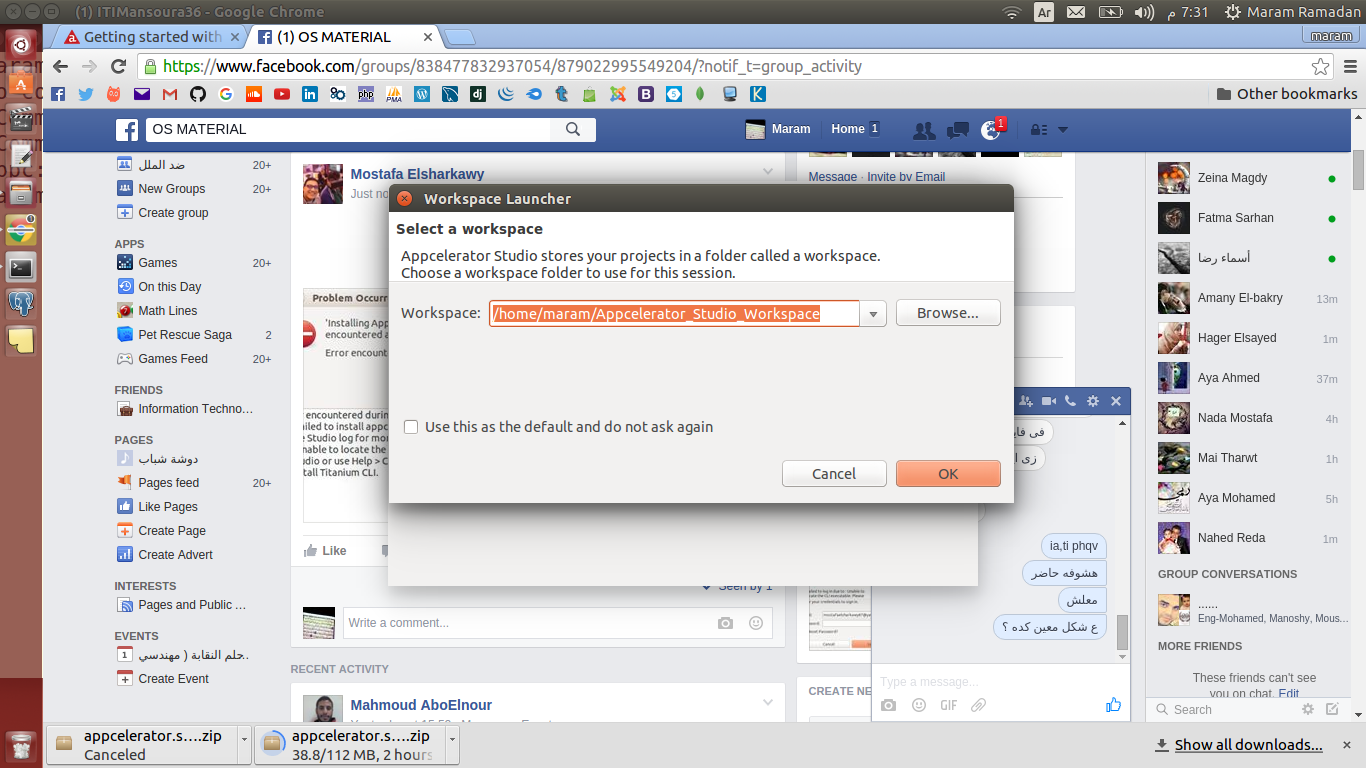 (1) ITIMansoura36 - Google Chrome
Ar
7:31 م
Maram Ramadan
Getting started with
(1) OS MATERIAL
maram
https://www.facebook.com/groups/838477832937054/879022995549204/?notif_t=group_activity
Other bookmarks
OS MATERIAL
Maram
Home 1
1
ضد الملل 20+
New Groups 20+
Create group
APPS
Games 20+
On this Day
Math Lines
Pet Rescue Saga 2
Games Feed 20+
FRIENDS
Information Techno...
PAGES
دوشة شباب
Pages feed 20+
Like Pages
Create Page
Create Advert
INTERESTS
Pages and Public ...
EVENTS
حلم النقابة ( مهندسي..
Create Event
Mostafa Elsharkawy
Just no
Problem Occurr
'Installing App
encountered a
Error encount
encountered durin
ailed to install appc
e Studio log for mor
nable to locate the
udio or use Help > C
tall Titanium CLI.
Like
Seen by 1
Write a comment...
RECENT ACTIVITY
Mahmoud AboElnour
Message · Invite by Email
Workspace Launcher
Select a workspace
Appcelerator Studio stores your projects in a folder called a workspace.
Choose a workspace folder to use for this session.
Workspace: /home/maram/Appcelerator_Studio_Workspace
Browse...
Use this as the default and do not ask again
Cancel
OK
CREATE NE
فى فاي
زى ا
ia,ti phqv
هشوفه حاضر
معلش
ع شكل معين كده ؟
Type a message...
GIF
Zeina Magdy
Fatma Sarhan
أسماء رضا
Amany El-bakry 13m
Hager Elsayed 1m
Aya Ahmed 37m
Nada Mostafa 4h
Mai Tharwt 1h
Aya Mohamed 5h
Nahed Reda 1m
GROUP CONVERSATIONS
......
Eng-Mohamed, Manoshy, Mous...
MORE FRIENDS
These friends can't see
you on chat. Edit
Search
appcelerator.s....zip
Canceled
appcelerator.s....zip
38.8/112 MB, 2 hours
Show all downloads...